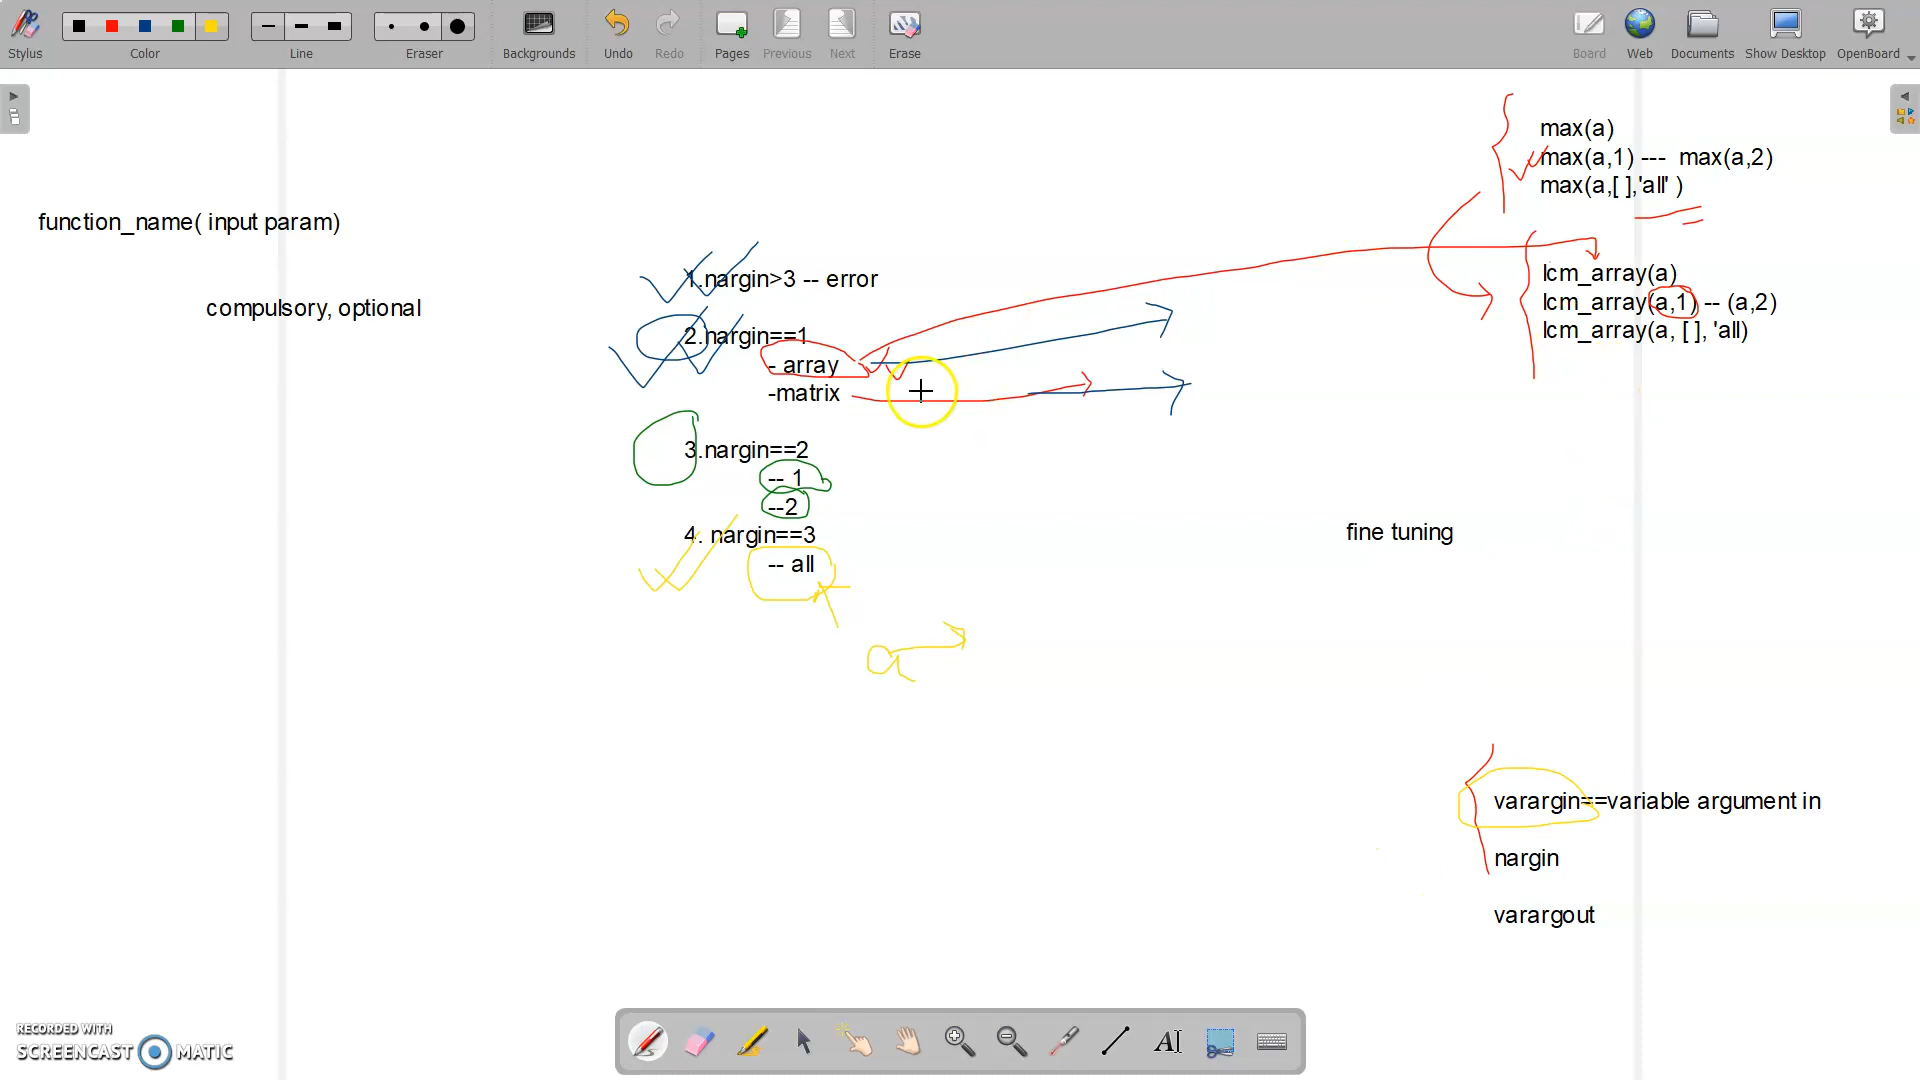 Stylus
Color
Line
Eraser
Backgrounds
Undo
Redo
Pages
Previous
Next
Erase
Board
Web
Documents
Show Desktop
OpenBoard
max(a)
max(a,1) --- max(a,2)
max(a,[ ],'all' )
function_name( input param)
compulsory, optional
1.nargin>3 -- error
2.nargin==1
- array
-matrix
3.nargin==2
-- 1
--2
4. nargin==3
-- all
a
lcm_array(a)
lcm_array(a,1) -- (a,2)
lcm_array(a, [ ], 'all)
fine tuning
varargin==variable argument in
nargin
varargout
RECORDED WITH
SCREENCAST MATIC
AI